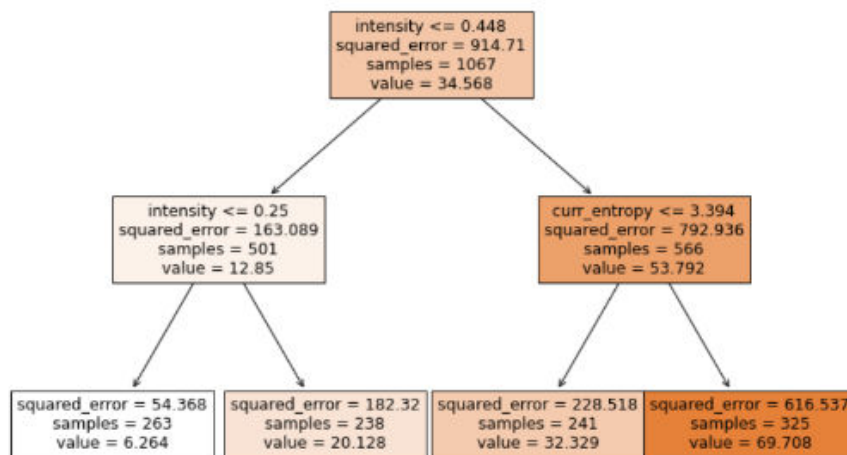 intensity <= 0.448
squared_error = 914.71
samples = 1067
value = 34.568
intensity <= 0.25
squared_error = 163.089
samples = 501
value = 12.85
curr_entropy <= 3.394
squared_error = 792.936
samples = 566
value = 53.792
squared_error = 54.368
samples = 263
value = 6.264
squared_error = 182.32
samples = 238
value = 20.128
squared_error = 228.518
samples = 241
value = 32.329
squared_error = 616.537
samples = 325
value = 69.708